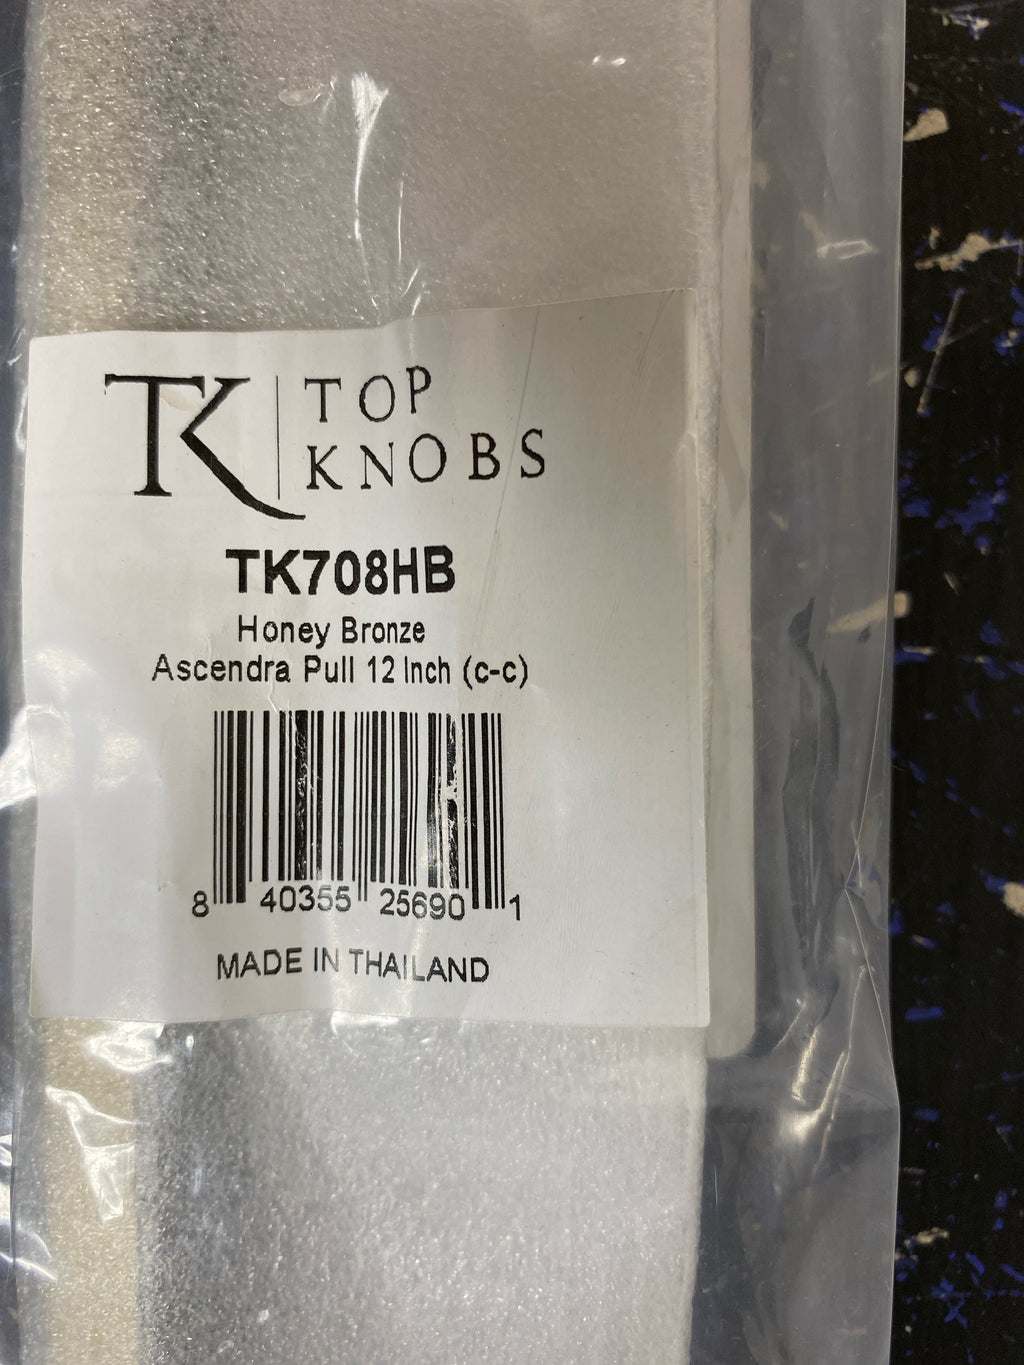 TK
TOP
KNOBS
TK708HB
Honey Bronze
Ascendra Pull 12 Inch (c-c)
8 40355 25690 1
MADE IN THAILAND